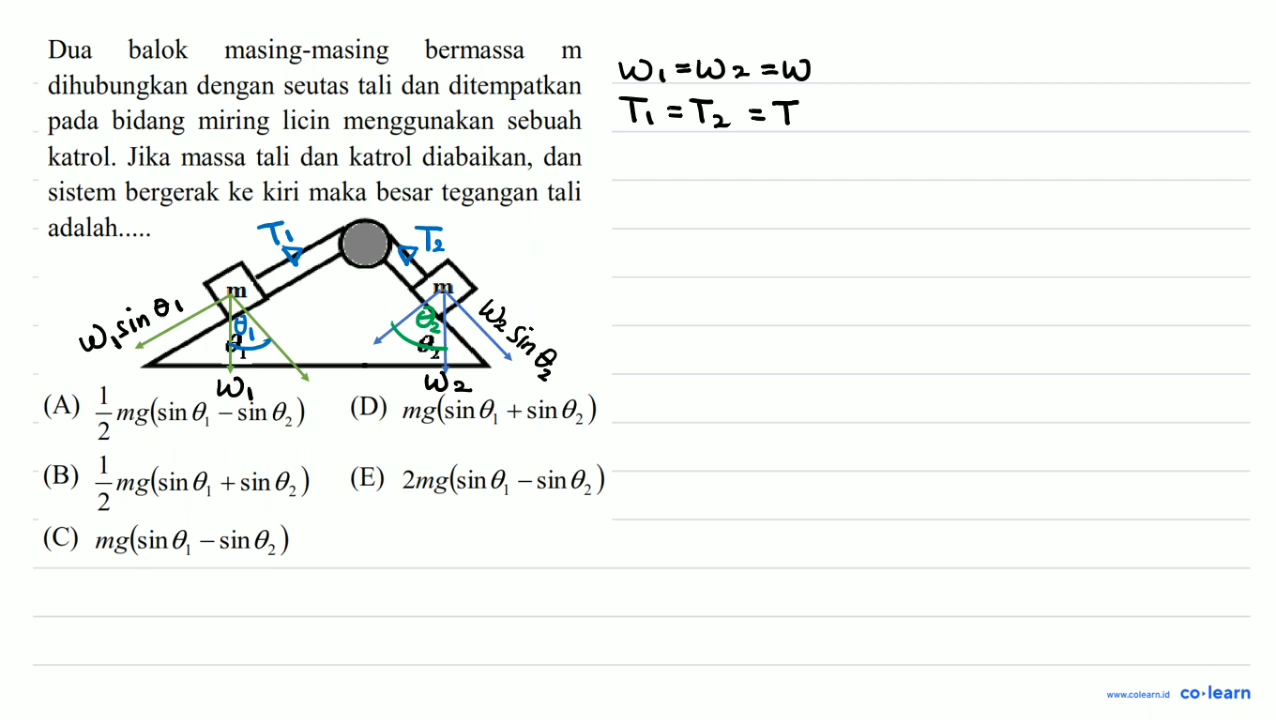 Dua balok masing-masing bermassa m
dihubungkan dengan seutas tali dan ditempatkan
pada bidang miring licin menggunakan sebuah
katrol. Jika massa tali dan katrol diabaikan, dan
sistem bergerak ke kiri maka besar tegangan tali
adalah.....
W1 = W2 = W
T1 = T2 = T
T1
T2
m
m
W1 sin θ1
W2 sin θ2
θ1
θ2
θ1
θ2
W1
W2
(A) 1/2 mg(sin θ1 − sin θ2)
(D) mg(sin θ1 + sin θ2)
(B) 1/2 mg(sin θ1 + sin θ2)
(E) 2mg(sin θ1 − sin θ2)
(C) mg(sin θ1 − sin θ2)
www.colearn.id co·learn